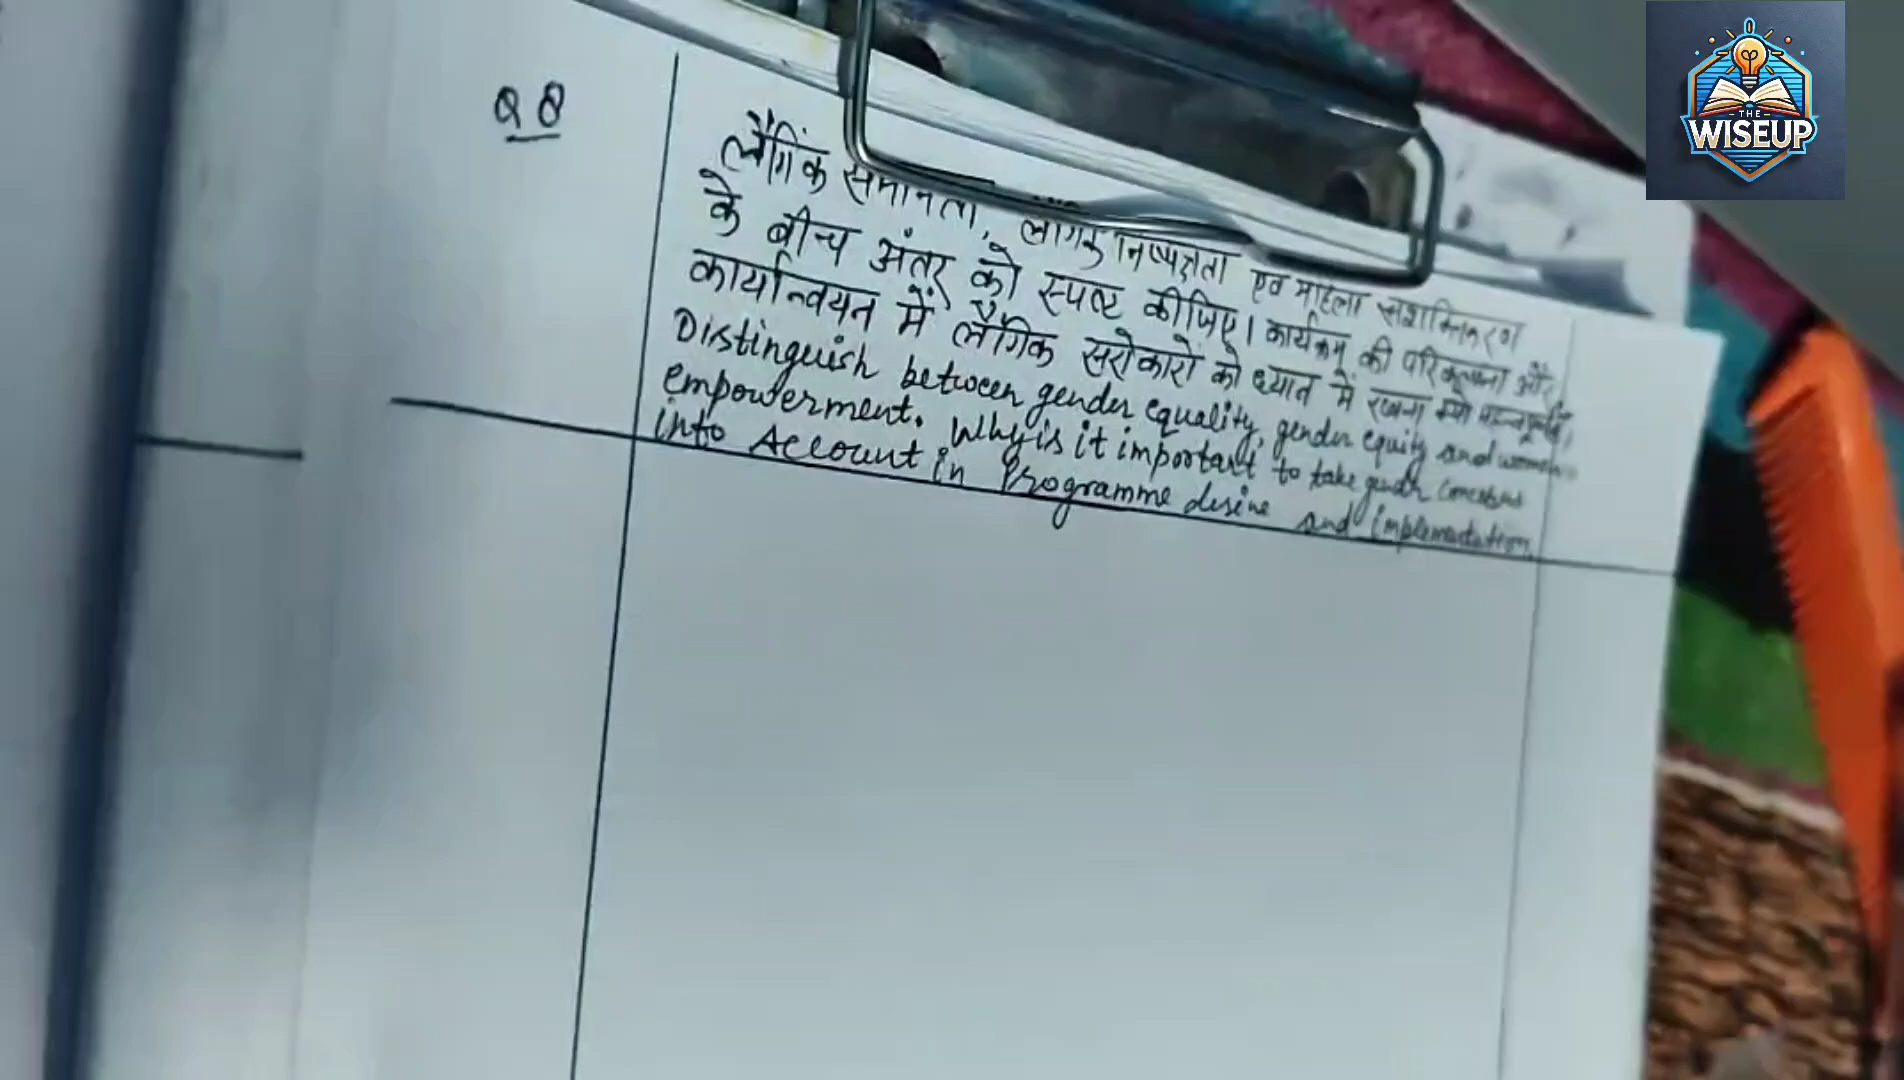 Q 8
लैंगिक समानता, लैंगिक निष्पक्षता एवं महिला सशक्तिकरण
के बीच अंतर को स्पष्ट कीजिए। कार्यक्रम की परिकल्पना और
कार्यान्वयन में लैंगिक सरोकारों को ध्यान में रखना क्यों महत्वपूर्ण है।
Distinguish between gender equality, gender equity and women
empowerment. Why is it important to take gender concerns
into Account in Programme desine and implementation.
THE
WISEUP